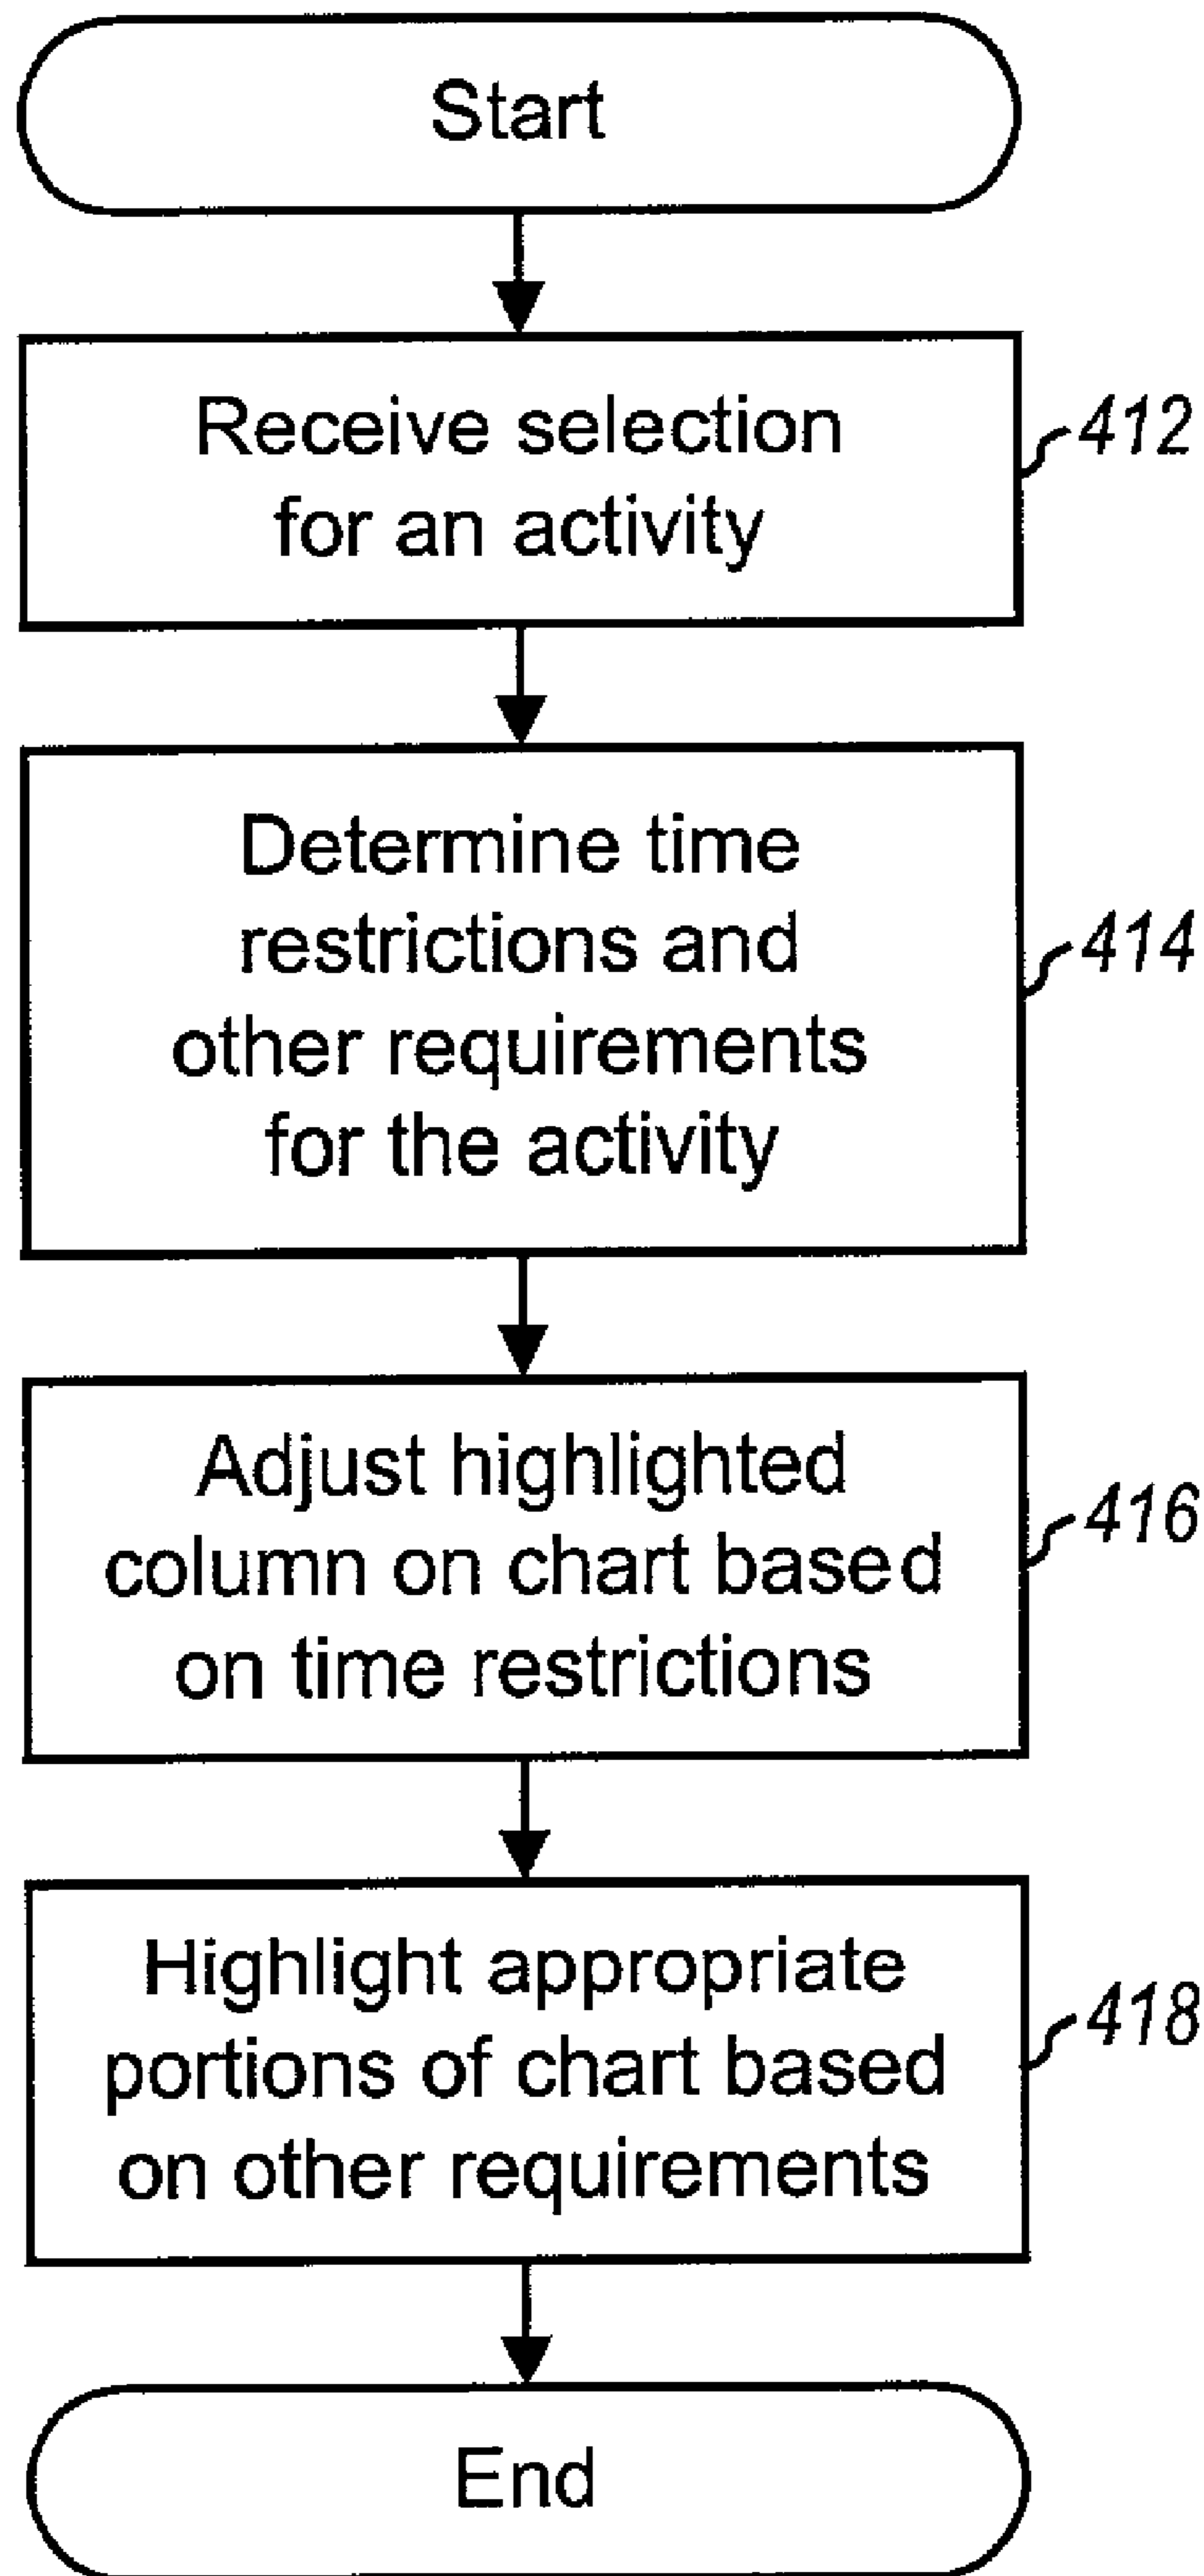 Start
Receive selection
for an activity
412
Determine time
restrictions and
other requirements
for the activity
414
Adjust highlighted
column on chart based
on time restrictions
416
Highlight appropriate
portions of chart based
on other requirements
418
End